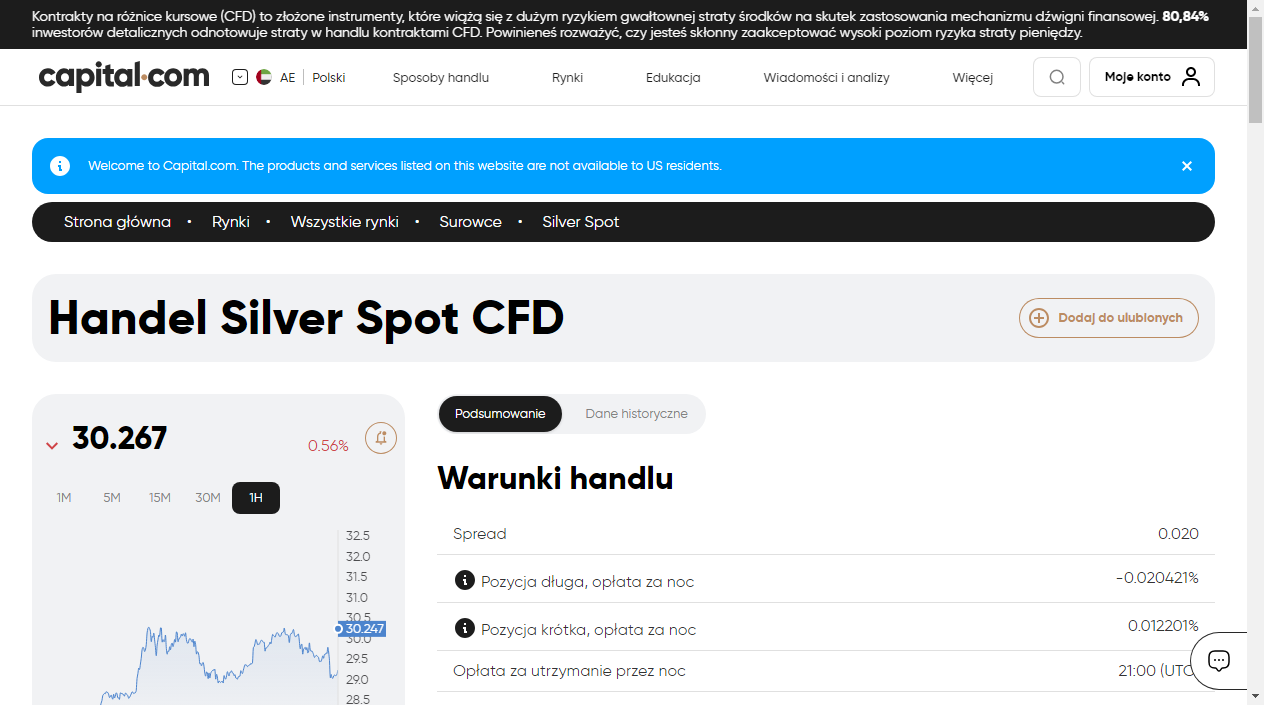 Kontrakty na różnice kursowe (CFD) to złożone instrumenty, które wiążą się z dużym ryzykiem gwałtownej straty środków na skutek zastosowania mechanizmu dźwigni finansowej. 80,84%
inwestorów detalicznych odnotowuje straty w handlu kontraktami CFD. Powinieneś rozważyć, czy jesteś skłonny zaakceptować wysoki poziom ryzyka straty pieniędzy.
capital.com AE Polski Sposoby handlu Rynki Edukacja Wiadomości i analizy Więcej Moje konto
Welcome to Capital.com. The products and services listed on this website are not available to US residents.
Strona główna • Rynki • Wszystkie rynki • Surowce • Silver Spot
Handel Silver Spot CFD
Dodaj do ulubionych
30.267 0.56%
1M 5M 15M 30M 1H
32.5
32.0
31.5
31.0
30.5
30.247
30.0
29.5
29.0
28.5
Podsumowanie Dane historyczne
Warunki handlu
Spread 0.020
Pozycja długa, opłata za noc -0.020421%
Pozycja krótka, opłata za noc 0.012201%
Opłata za utrzymanie przez noc 21:00 (UTC